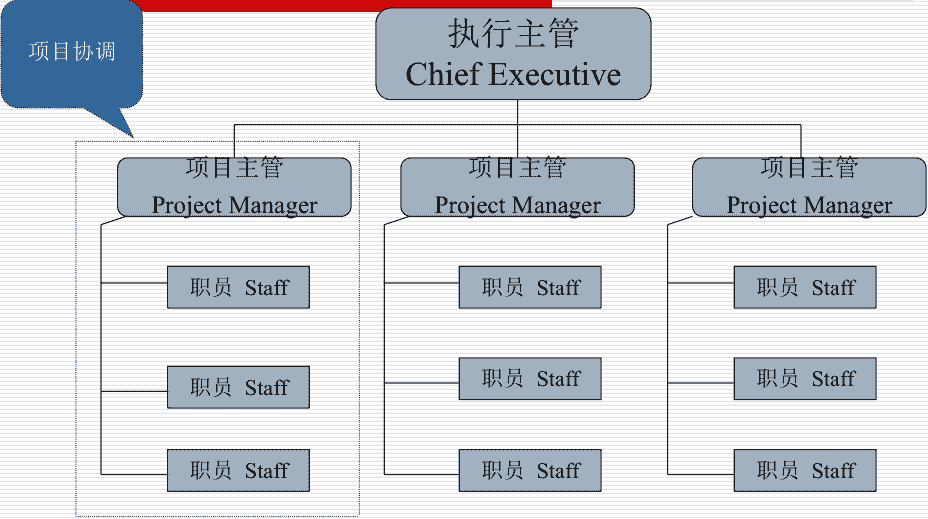 项目协调
执行主管
Chief Executive
项目主管
Project Manager
项目主管
Project Manager
项目主管
Project Manager
职员 Staff
职员 Staff
职员 Staff
职员 Staff
职员 Staff
职员 Staff
职员 Staff
职员 Staff
职员 Staff